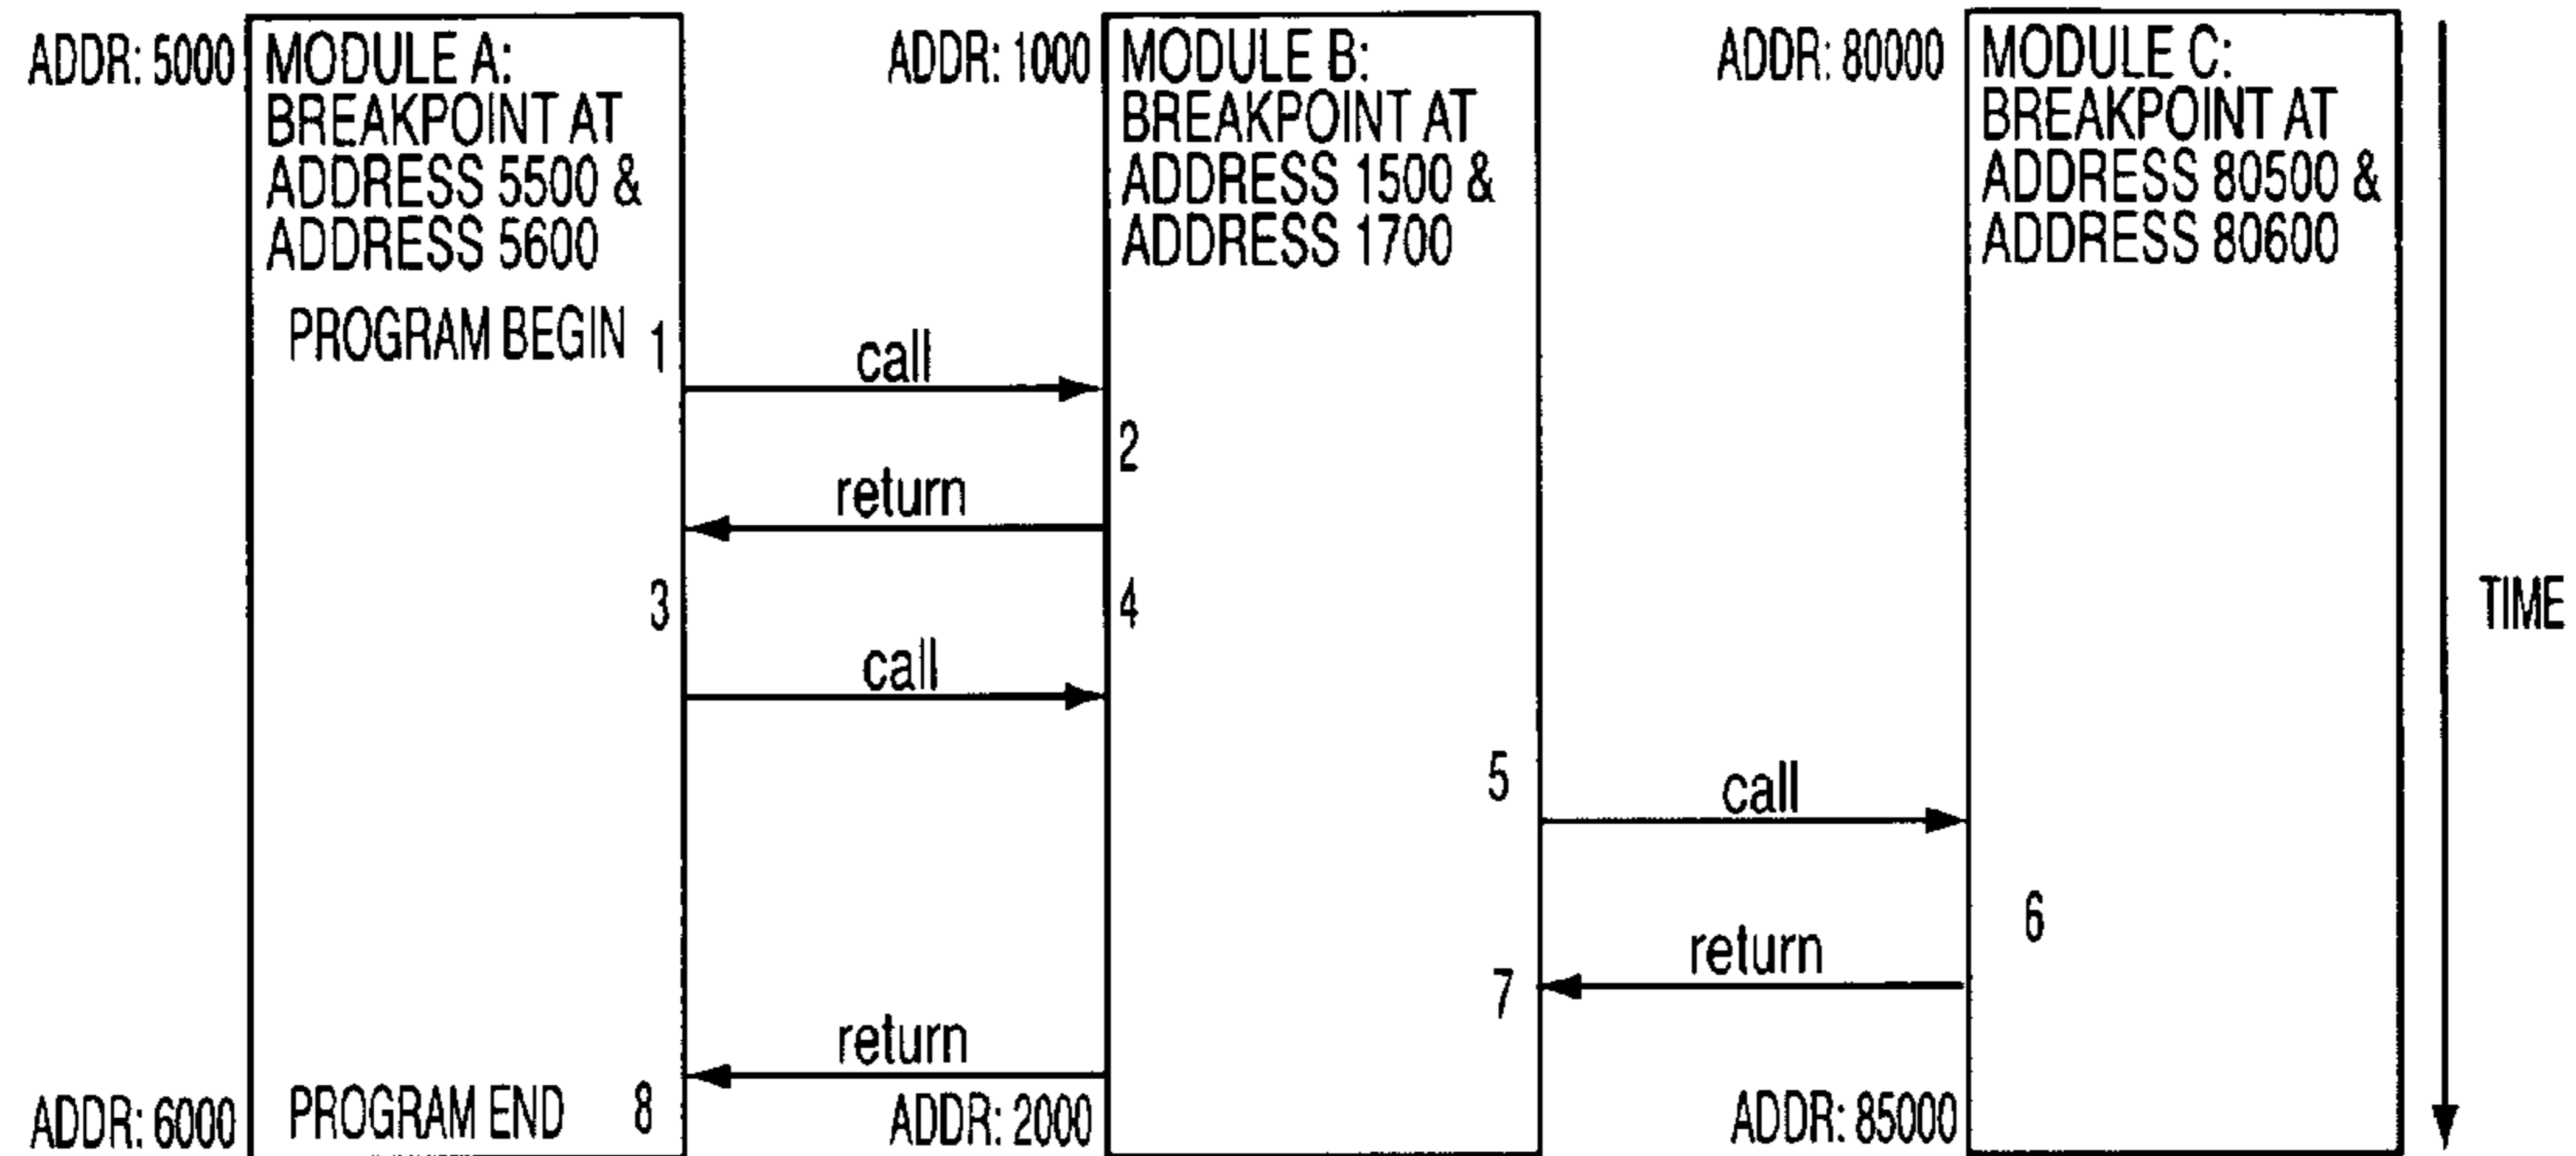 ADDR: 5000
MODULE A:
BREAKPOINT AT
ADDRESS 5500 &
ADDRESS 5600
ADDR: 1000
MODULE B:
BREAKPOINT AT
ADDRESS 1500 &
ADDRESS 1700
ADDR: 80000
MODULE C:
BREAKPOINT AT
ADDRESS 80500 &
ADDRESS 80600
PROGRAM BEGIN 1
call
2
return
3
4
call
TIME
5
call
6
return
7
return
ADDR: 6000
PROGRAM END 8
ADDR: 2000
ADDR: 85000